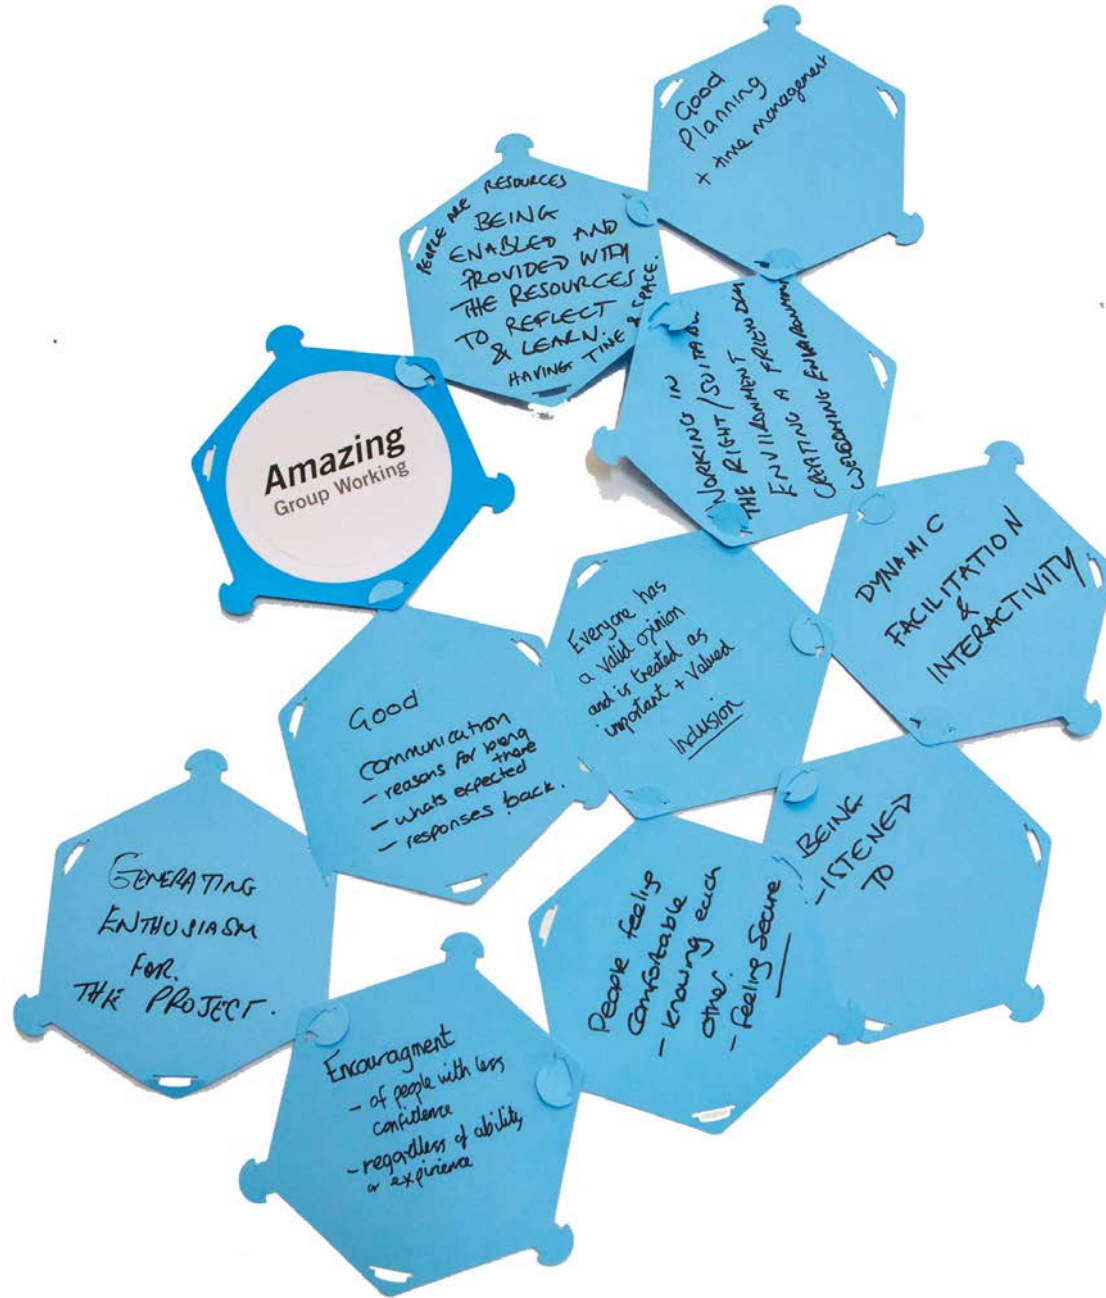 Good
Planning
+ time management
PEOPLE ARE RESOURCES
BEING
ENABLED AND
PROVIDED WITH
THE RESOURCES
TO REFLECT
& LEARN.
HAVING TIME & SPACE.
WORKING IN
THE RIGHT/SUITABLE
ENVIRONMENT
CREATING A FRIENDLY
WELCOMING ENVIRONMENT
Amazing
Group Working
DYNAMIC
FACILITATION
&
INTERACTIVITY
Everyone has
a valid opinion
and is treated as
important + valued
Inclusion
Good
communication
- reasons for being there
- whats expected
- responses back.
BEING
LISTENED
TO
GENERATING
ENTHUSIASM
FOR.
THE PROJECT.
People feeling
comfortable
- knowing each
other.
- feeling secure
Encouragment
- of people with less
confidence
- regardless of ability
or expirience